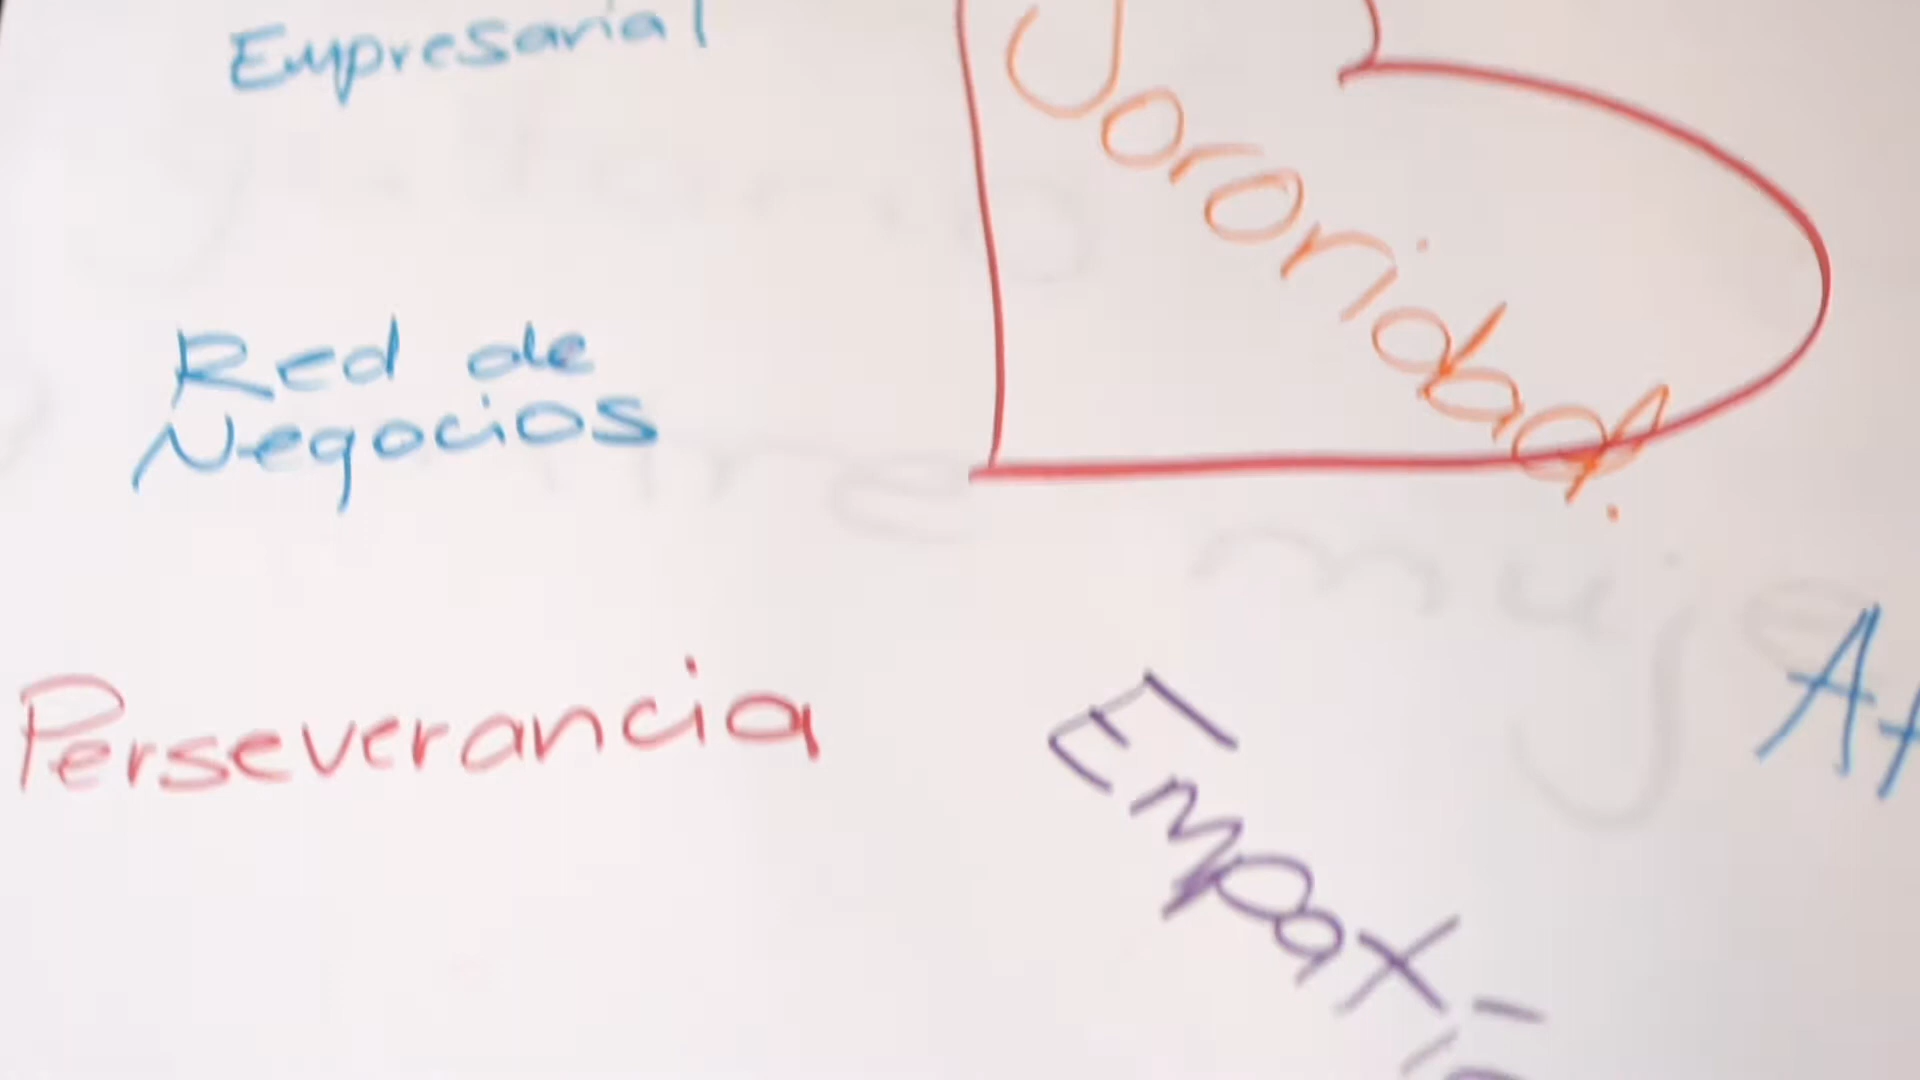 Empresarial
Sororidad.
Red de
Negocios
Perseverancia
Empatía